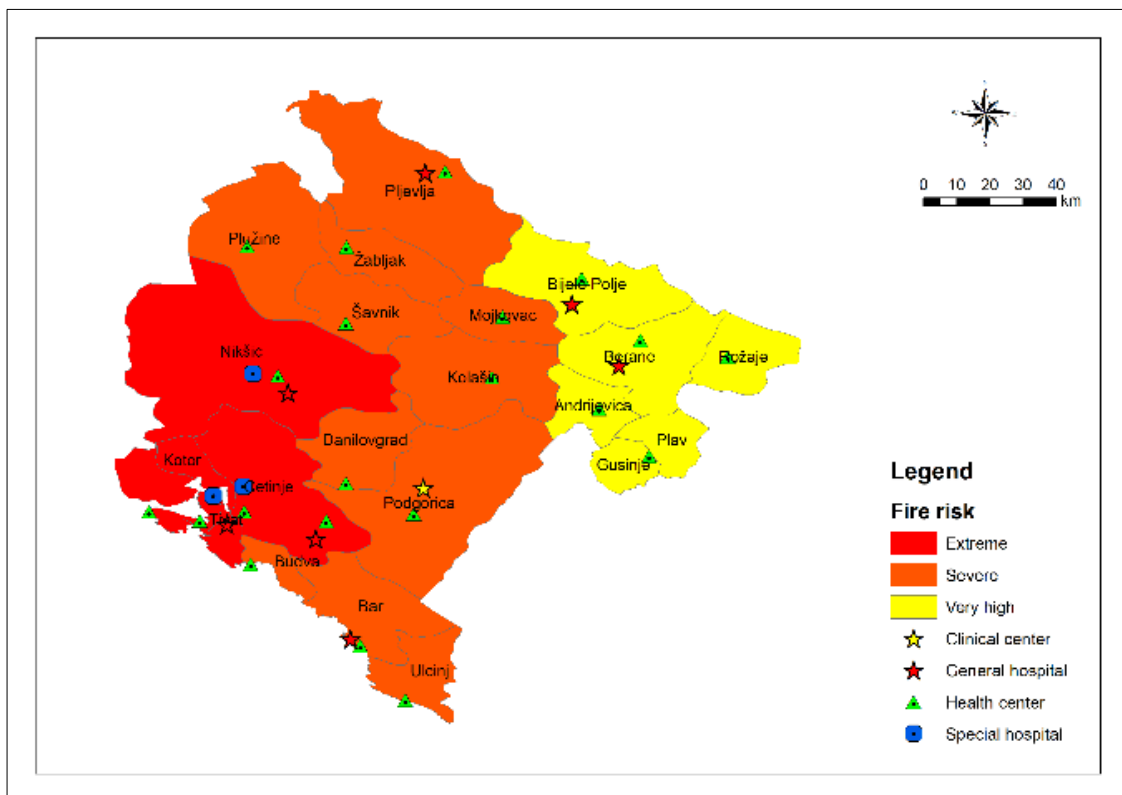 0 10 20 30 40
km
Pljevlja
Plužine
Žabljak
Bijelo Polje
Šavnik
Mojkovac
Nikšić
Berane
Rožaje
Kolašin
Andrijevica
Danilovgrad
Plav
Kotor
Gusinje
Cetinje
Podgorica
Tivat
Budva
Bar
Ulcinj
Legend
Fire risk
Extreme
Severe
Very high
Clinical center
General hospital
Health center
Special hospital